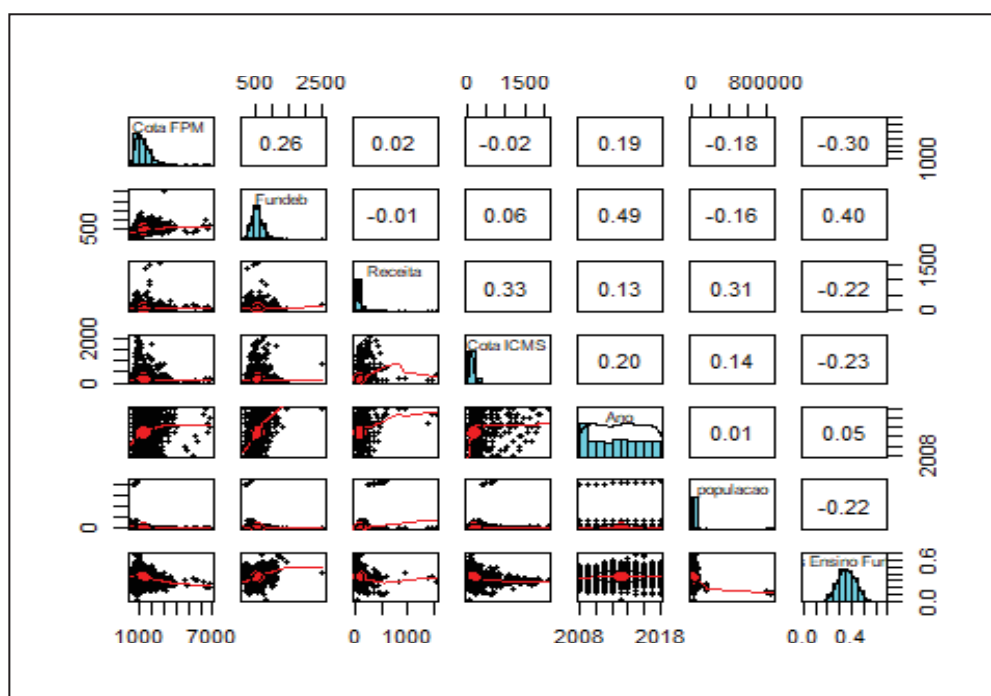 500 2500 0 1500 0 800000
Cota FPM 0.26 0.02 -0.02 0.19 -0.18 -0.30 1000
500 Fundeb -0.01 0.06 0.49 -0.16 0.40
Receita 0.33 0.13 0.31 -0.22 0 1500
0 2000 Cota ICMS 0.20 0.14 -0.23
Ano 0.01 0.05 2008
0 populacao -0.22
s Ensino Fur 0.0 0.6
1000 7000 0 1000 2008 2018 0.0 0.4